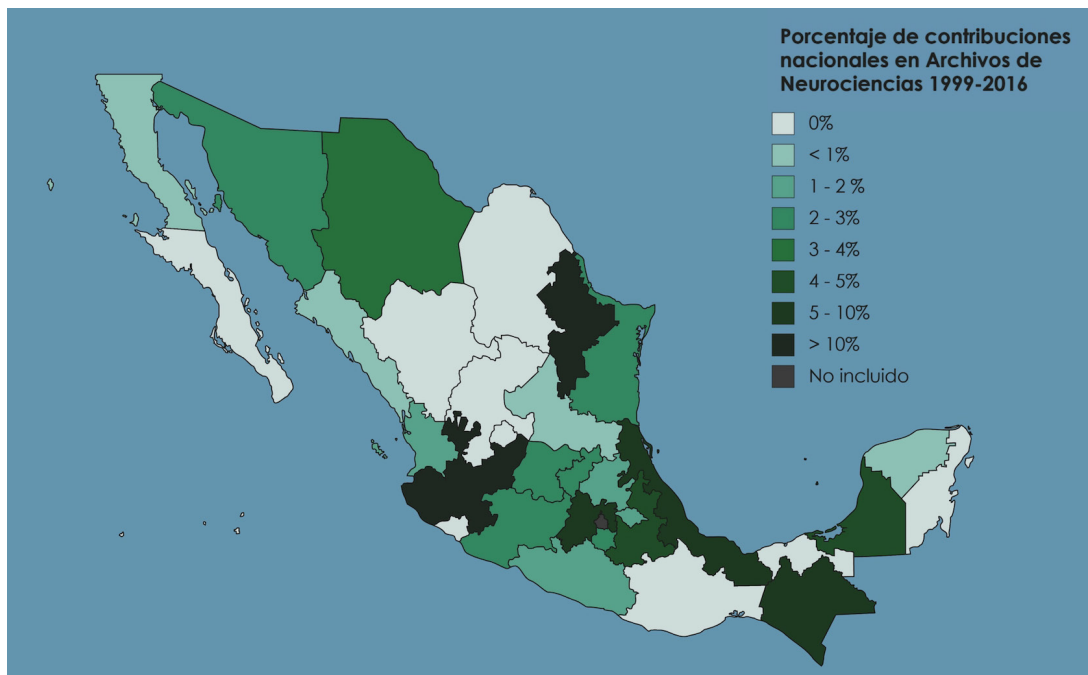 Porcentaje de contribuciones
nacionales en Archivos de
Neurociencias 1999-2016
0%
< 1%
1 - 2 %
2 - 3%
3 - 4%
4 - 5%
5 - 10%
> 10%
No incluido